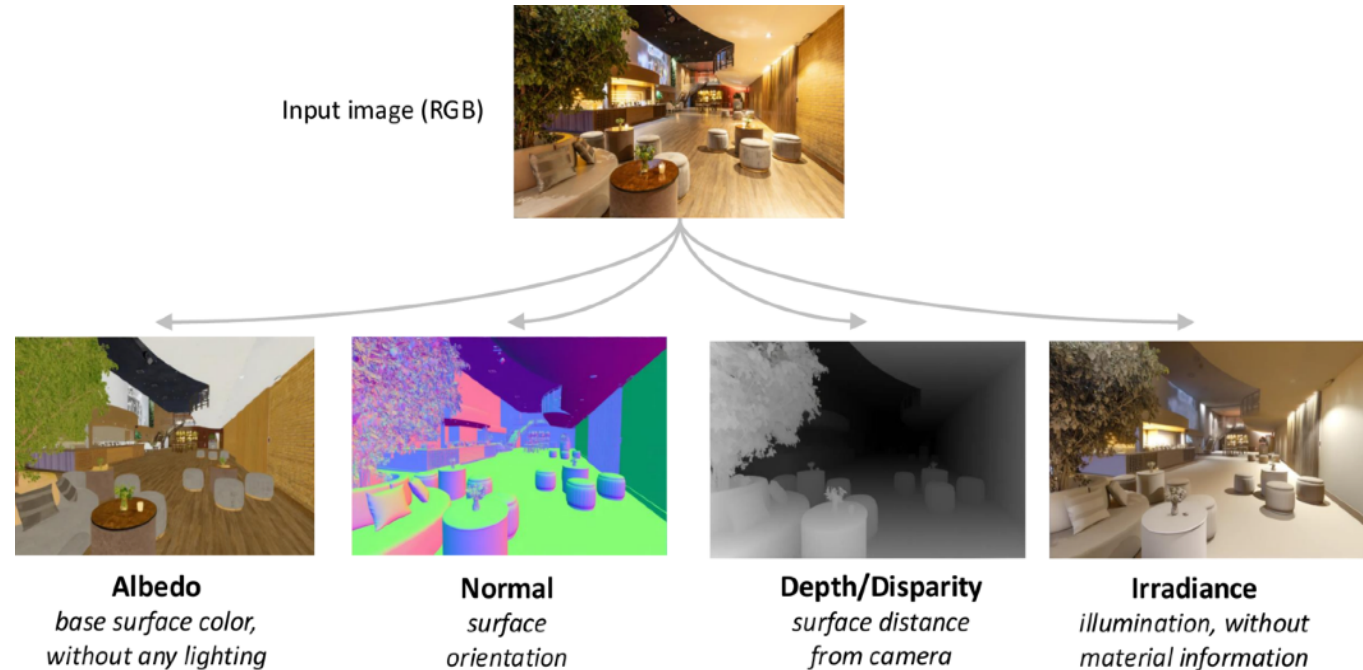 Input image (RGB)
Albedo
base surface color,
without any lighting
Normal
surface
orientation
Depth/Disparity
surface distance
from camera
Irradiance
illumination, without
material information